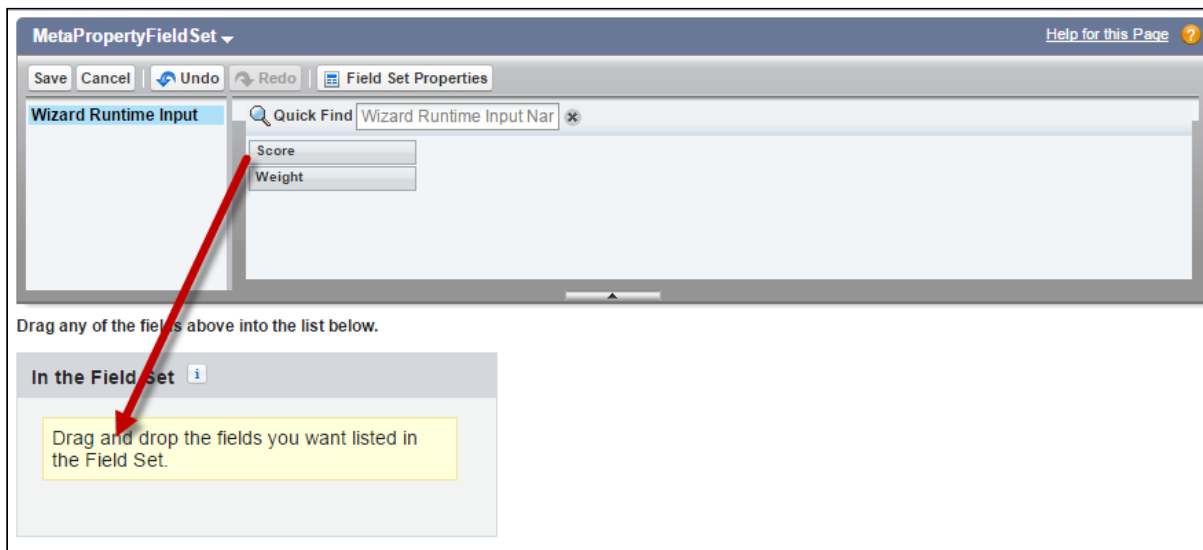 MetaPropertyFieldSet
Help for this Page ?
Save Cancel Undo Redo Field Set Properties
Wizard Runtime Input
Quick Find Wizard Runtime Input Nar
Score
Weight
Drag any of the fields above into the list below.
In the Field Set i
Drag and drop the fields you want listed in
the Field Set.